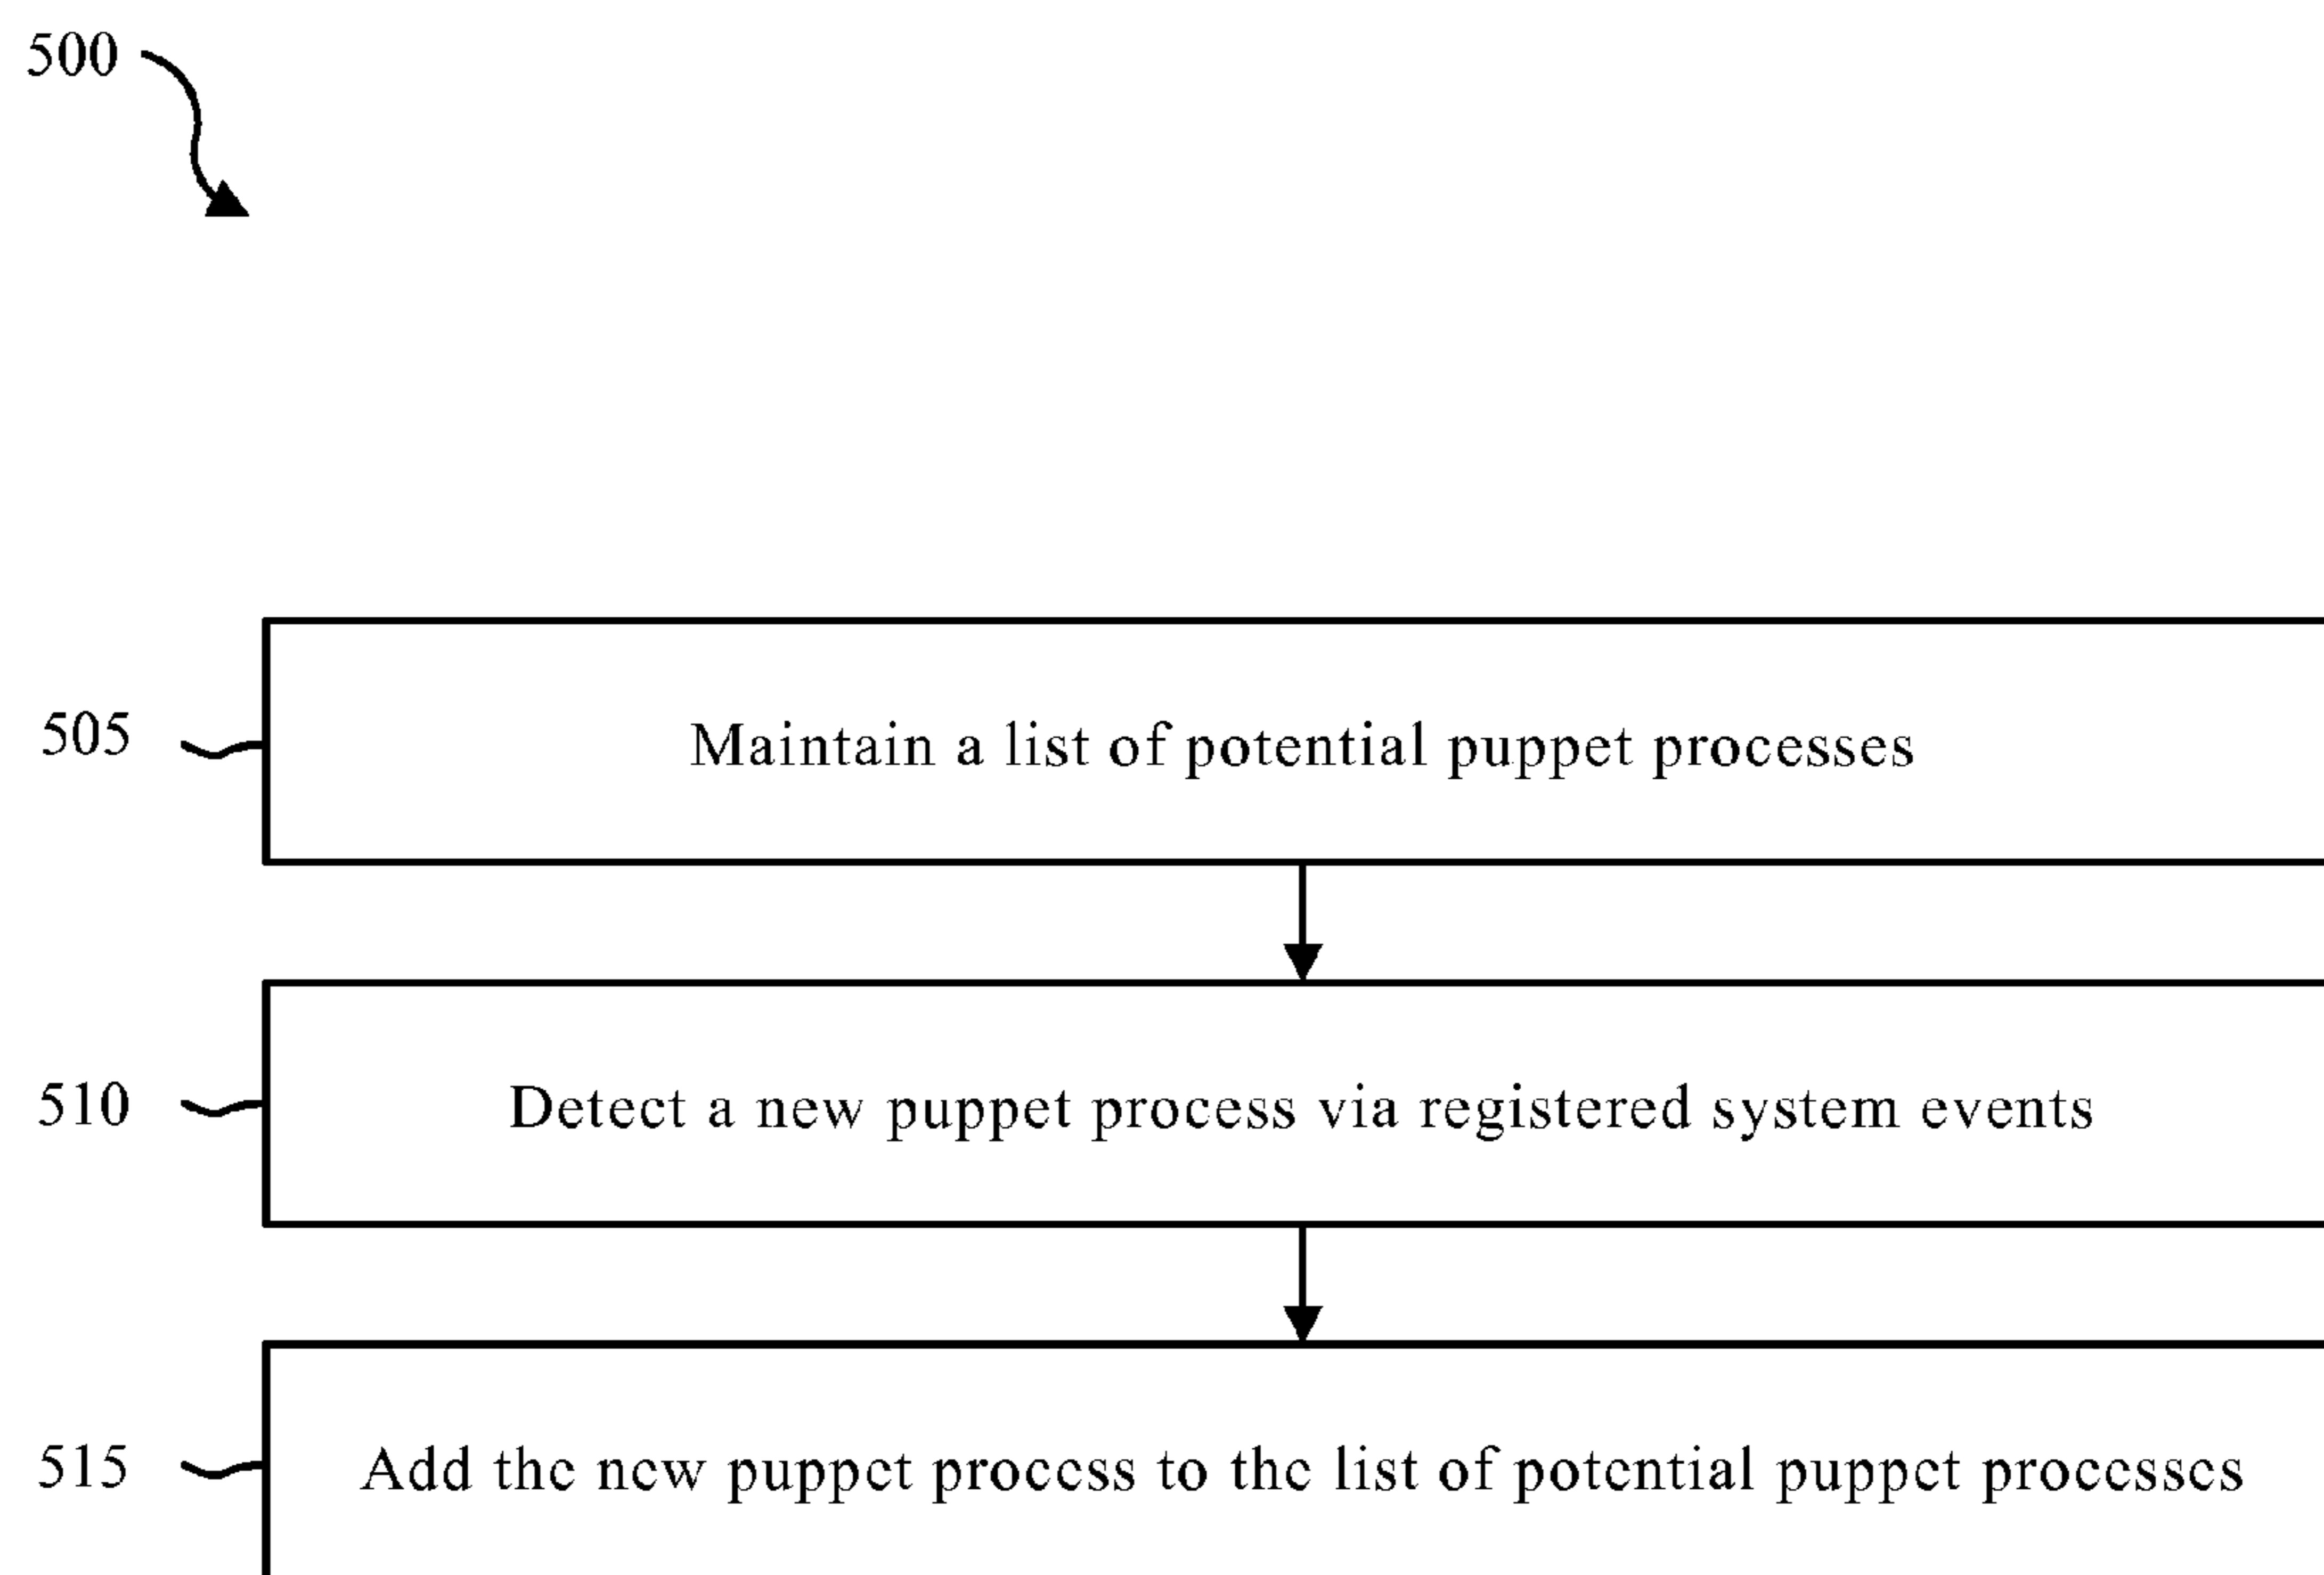 500
505 Maintain a list of potential puppet processes
510 Detect a new puppet process via registered system events
515 Add the new puppet process to the list of potential puppet processes